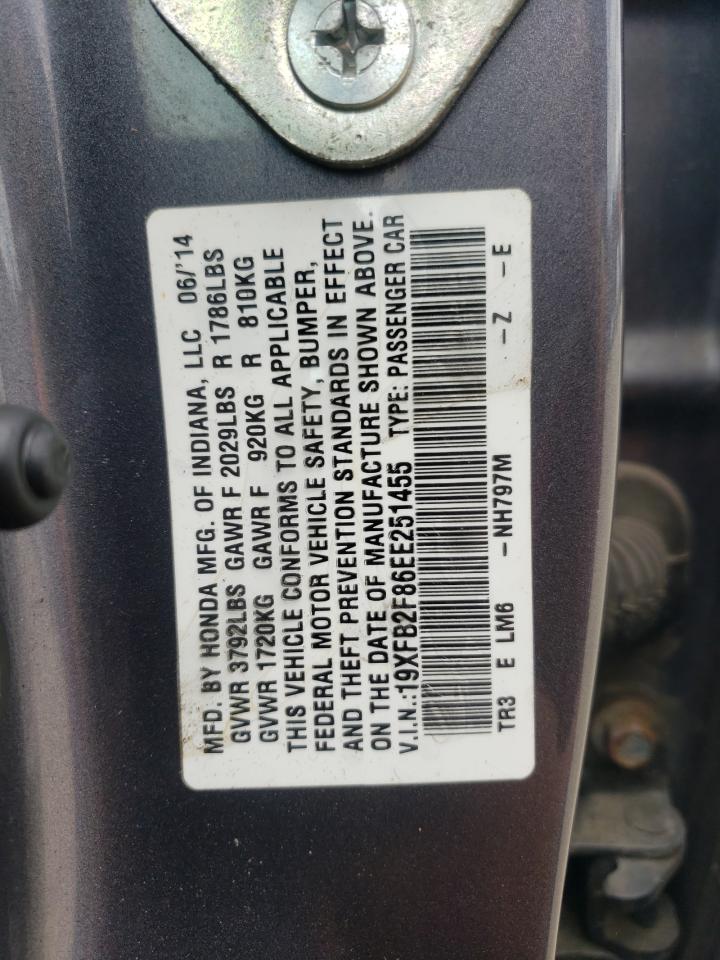 MFD. BY HONDA MFG. OF INDIANA, LLC 06/'14
GVWR 3792LBS GAWR F 2029LBS R 1786LBS
GVWR 1720KG GAWR F 920KG R 810KG
THIS VEHICLE CONFORMS TO ALL APPLICABLE
FEDERAL MOTOR VEHICLE SAFETY, BUMPER,
AND THEFT PREVENTION STANDARDS IN EFFECT
ON THE DATE OF MANUFACTURE SHOWN ABOVE.
V.I.N.:19XFB2F86EE251455 TYPE: PASSENGER CAR
TR3 E LM6 -NH797M -Z -E